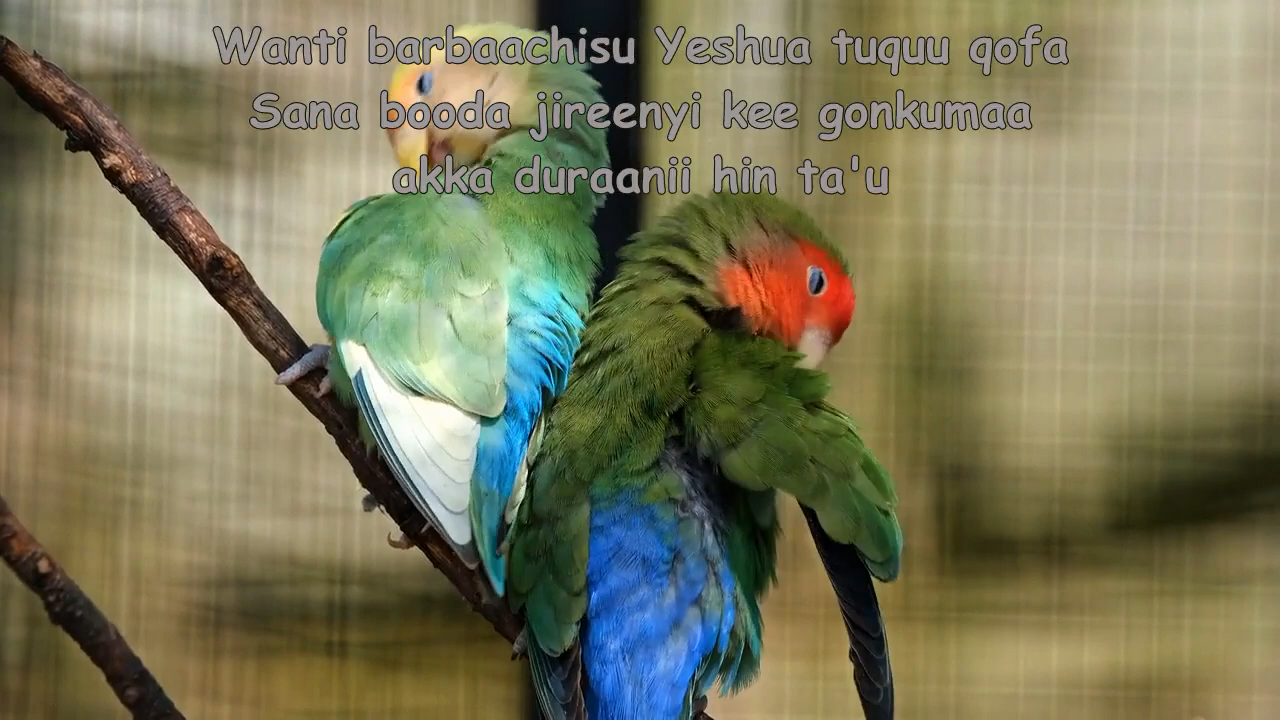 Wanti barbaachisu Yeshua tuquu qofa
Sana booda jireenyi kee gonkumaa
akka duraanii hin ta'u